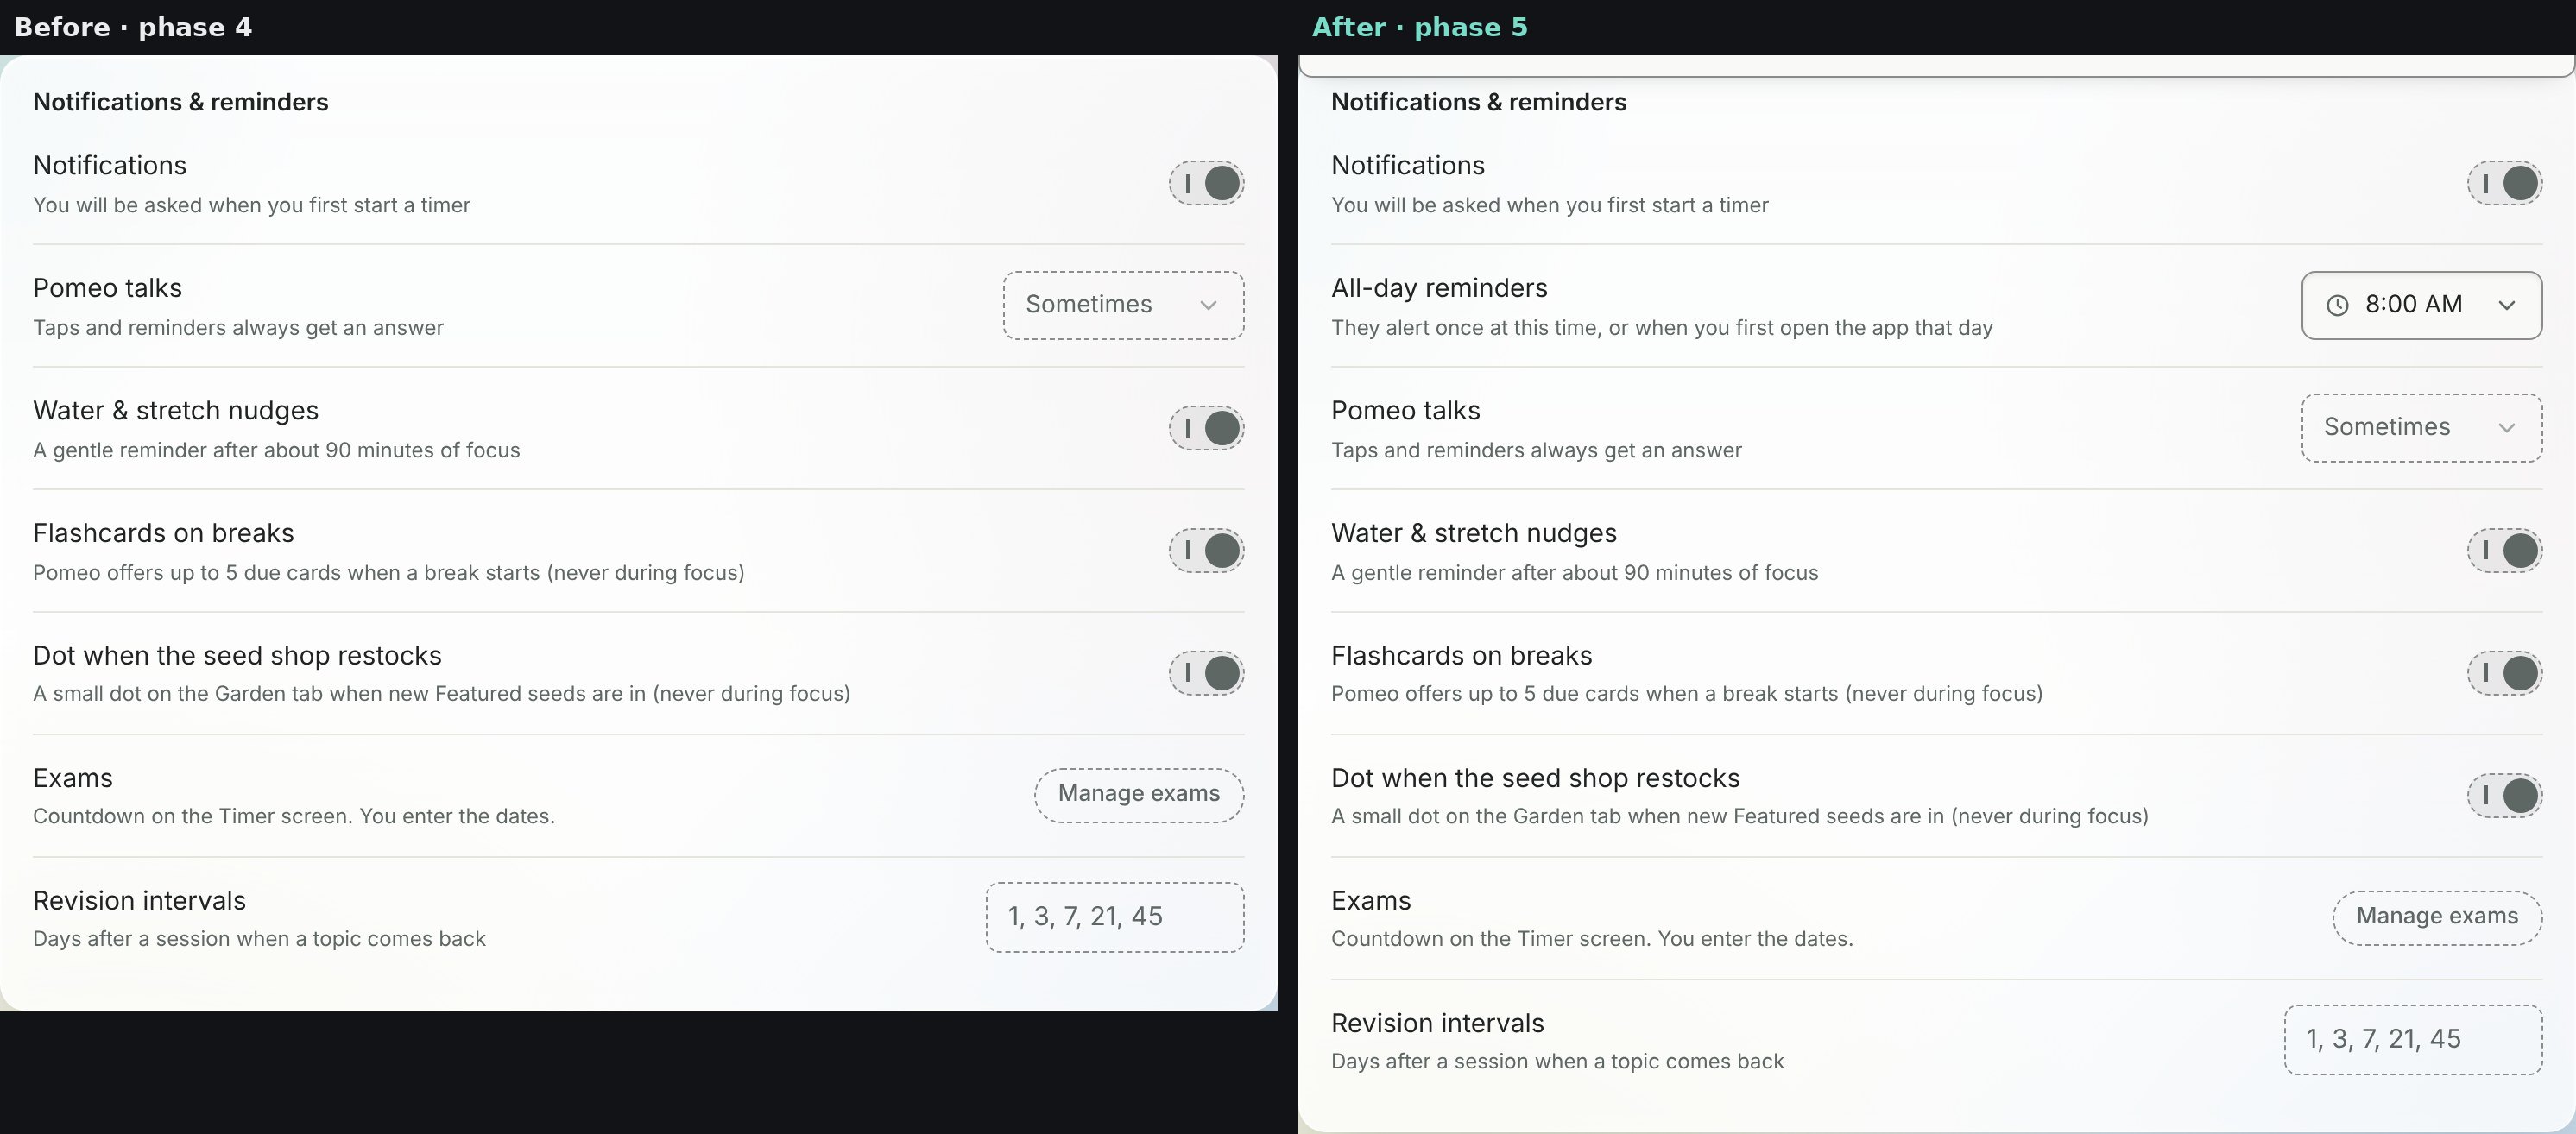 Before · phase 4
Notifications & reminders
Notifications
You will be asked when you first start a timer
Pomeo talks
Taps and reminders always get an answer
Sometimes
Water & stretch nudges
A gentle reminder after about 90 minutes of focus
Flashcards on breaks
Pomeo offers up to 5 due cards when a break starts (never during focus)
Dot when the seed shop restocks
A small dot on the Garden tab when new Featured seeds are in (never during focus)
Exams
Countdown on the Timer screen. You enter the dates.
Manage exams
Revision intervals
Days after a session when a topic comes back
1, 3, 7, 21, 45
After · phase 5
Notifications & reminders
Notifications
You will be asked when you first start a timer
All-day reminders
They alert once at this time, or when you first open the app that day
8:00 AM
Pomeo talks
Taps and reminders always get an answer
Sometimes
Water & stretch nudges
A gentle reminder after about 90 minutes of focus
Flashcards on breaks
Pomeo offers up to 5 due cards when a break starts (never during focus)
Dot when the seed shop restocks
A small dot on the Garden tab when new Featured seeds are in (never during focus)
Exams
Countdown on the Timer screen. You enter the dates.
Manage exams
Revision intervals
Days after a session when a topic comes back
1, 3, 7, 21, 45